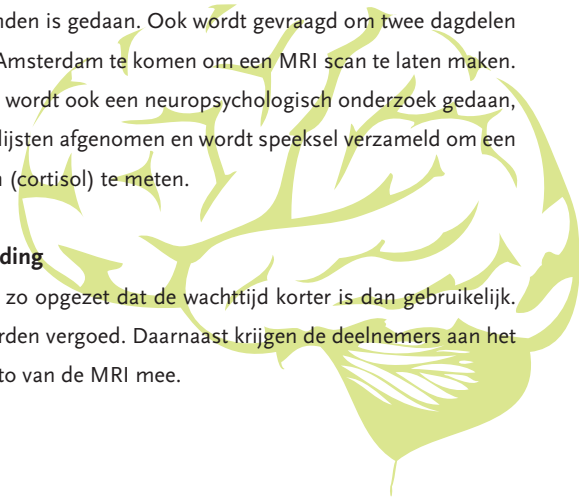 nden is gedaan. Ook wordt gevraagd om twee dagdelen
Amsterdam te komen om een MRI scan te laten maken.
wordt ook een neuropsychologisch onderzoek gedaan,
lijsten afgenomen en wordt speeksel verzameld om een
n (cortisol) te meten.
ding
zo opgezet dat de wachttijd korter is dan gebruikelijk.
rden vergoed. Daarnaast krijgen de deelnemers aan het
to van de MRI mee.